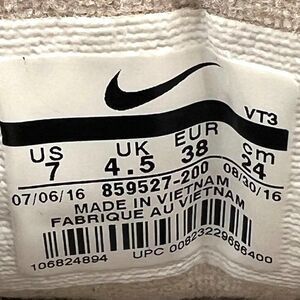 VT3
US UK EUR cm
7 4.5 38 24
07/06/16 859527-200 08/30/16
MADE IN VIETNAM
FABRIQUE AU VIETNAM
106824894 UPC 00823229686400